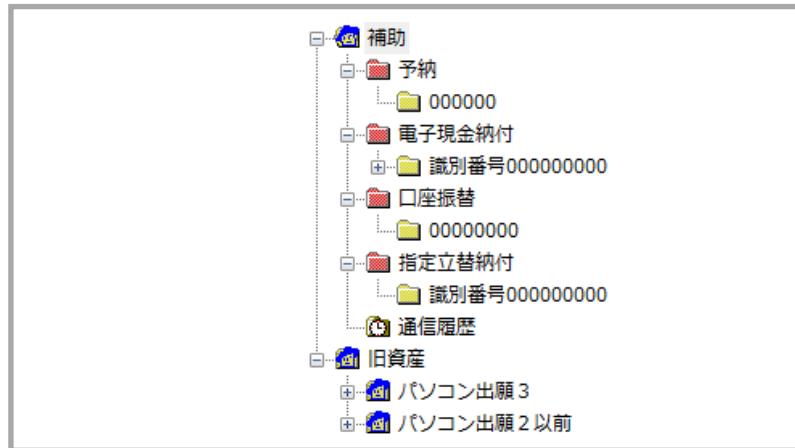 補助
予納
000000
電子現金納付
識別番号000000000
口座振替
00000000
指定立替納付
識別番号000000000
通信履歴
旧資産
パソコン出願３
パソコン出願２以前